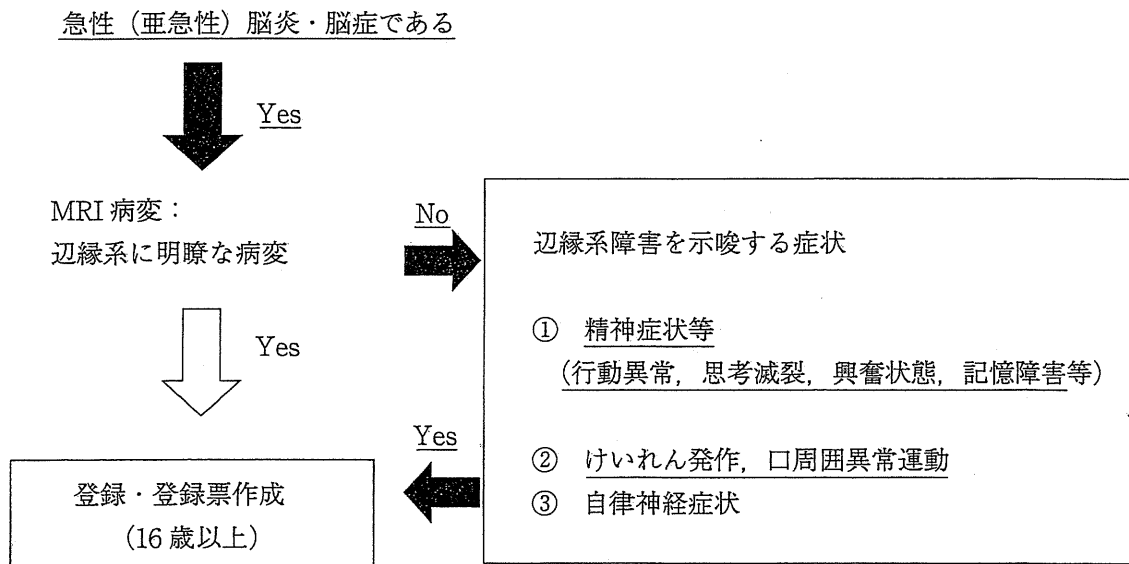 急性（亜急性）脳炎・脳症である
Yes
MRI 病変：
辺縁系に明瞭な病変
No
Yes
登録・登録票作成
（16 歳以上）
辺縁系障害を示唆する症状
① 精神症状等
（行動異常，思考滅裂，興奮状態，記憶障害等）
Yes
② けいれん発作，口周囲異常運動
③ 自律神経症状